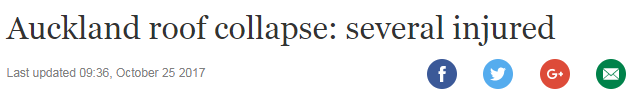 Auckland roof collapse: several injured
Last updated 09:36, October 25 2017
f
G+